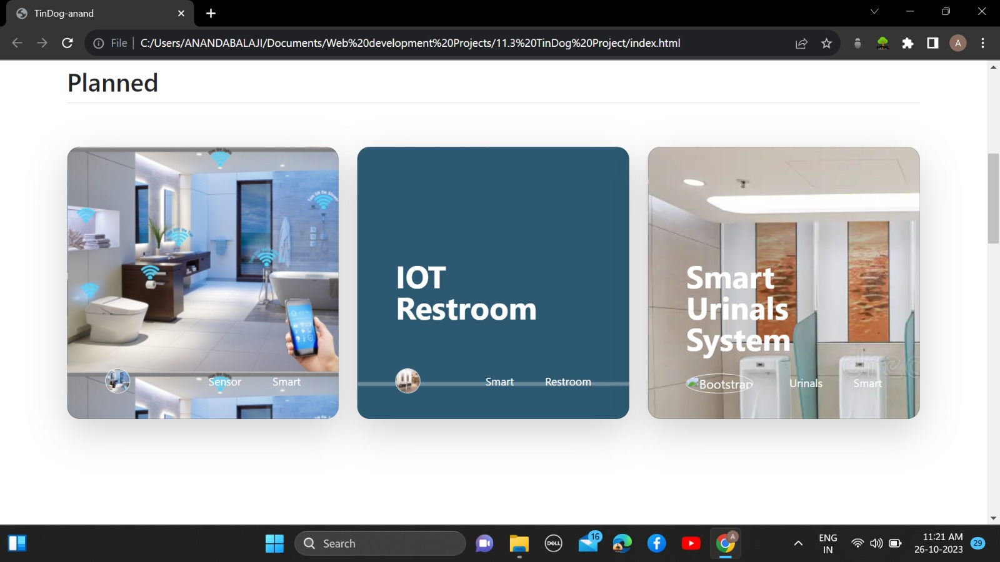 TinDog-anand
File
C:/Users/ANANDABALAJI/Documents/Web%20development%20Projects/11.3%20TinDog%20Project/index.html
A
Planned
Sensor
Smart
IOT
Restroom
Smart
Restroom
Smart
Urinals
System
Bootstrap
Urinals
Smart
Search
DELL
16
A
ENG
IN
11:21 AM
26-10-2023
29